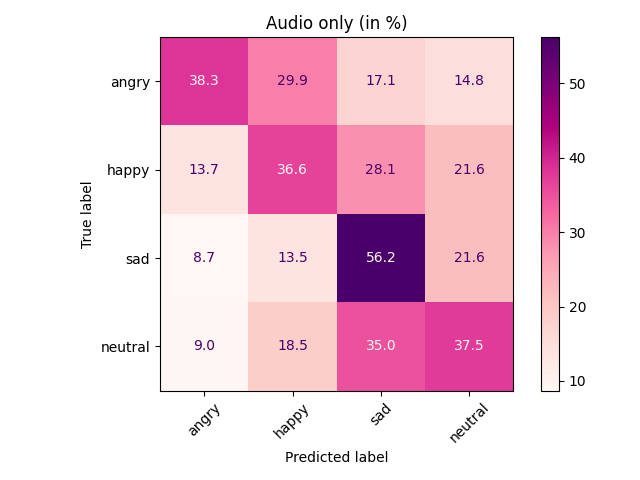 Audio only (in %)
angry 38.3 29.9 17.1 14.8
happy 13.7 36.6 28.1 21.6
sad 8.7 13.5 56.2 21.6
neutral 9.0 18.5 35.0 37.5
True label
angry happy sad neutral
Predicted label
50
40
30
20
10